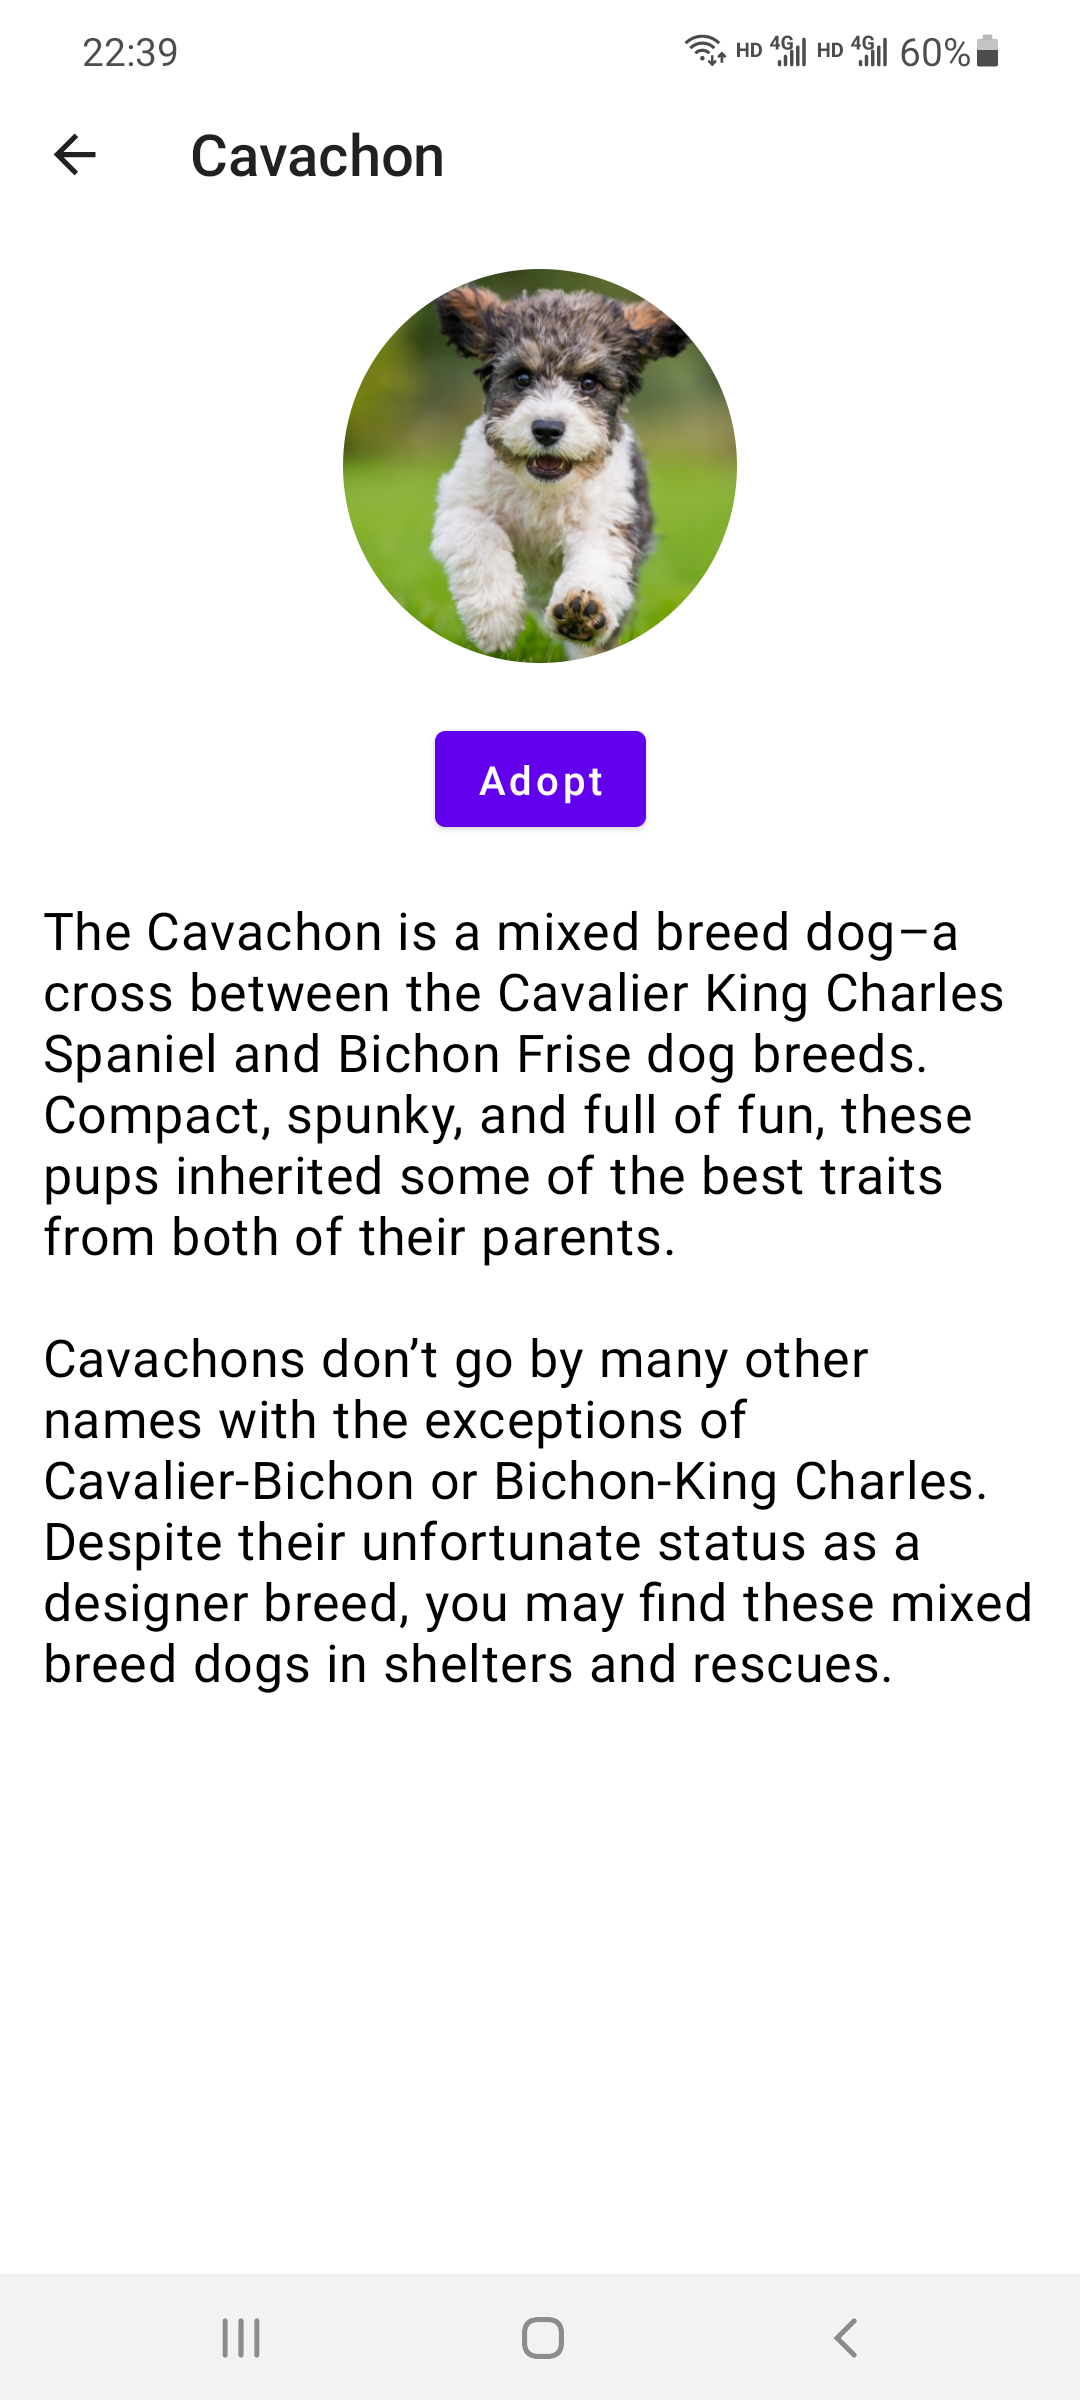 22:39 HD 4G HD 4G 60%
Cavachon
Adopt
The Cavachon is a mixed breed dog–a
cross between the Cavalier King Charles
Spaniel and Bichon Frise dog breeds.
Compact, spunky, and full of fun, these
pups inherited some of the best traits
from both of their parents.
Cavachons don’t go by many other
names with the exceptions of
Cavalier-Bichon or Bichon-King Charles.
Despite their unfortunate status as a
designer breed, you may find these mixed
breed dogs in shelters and rescues.